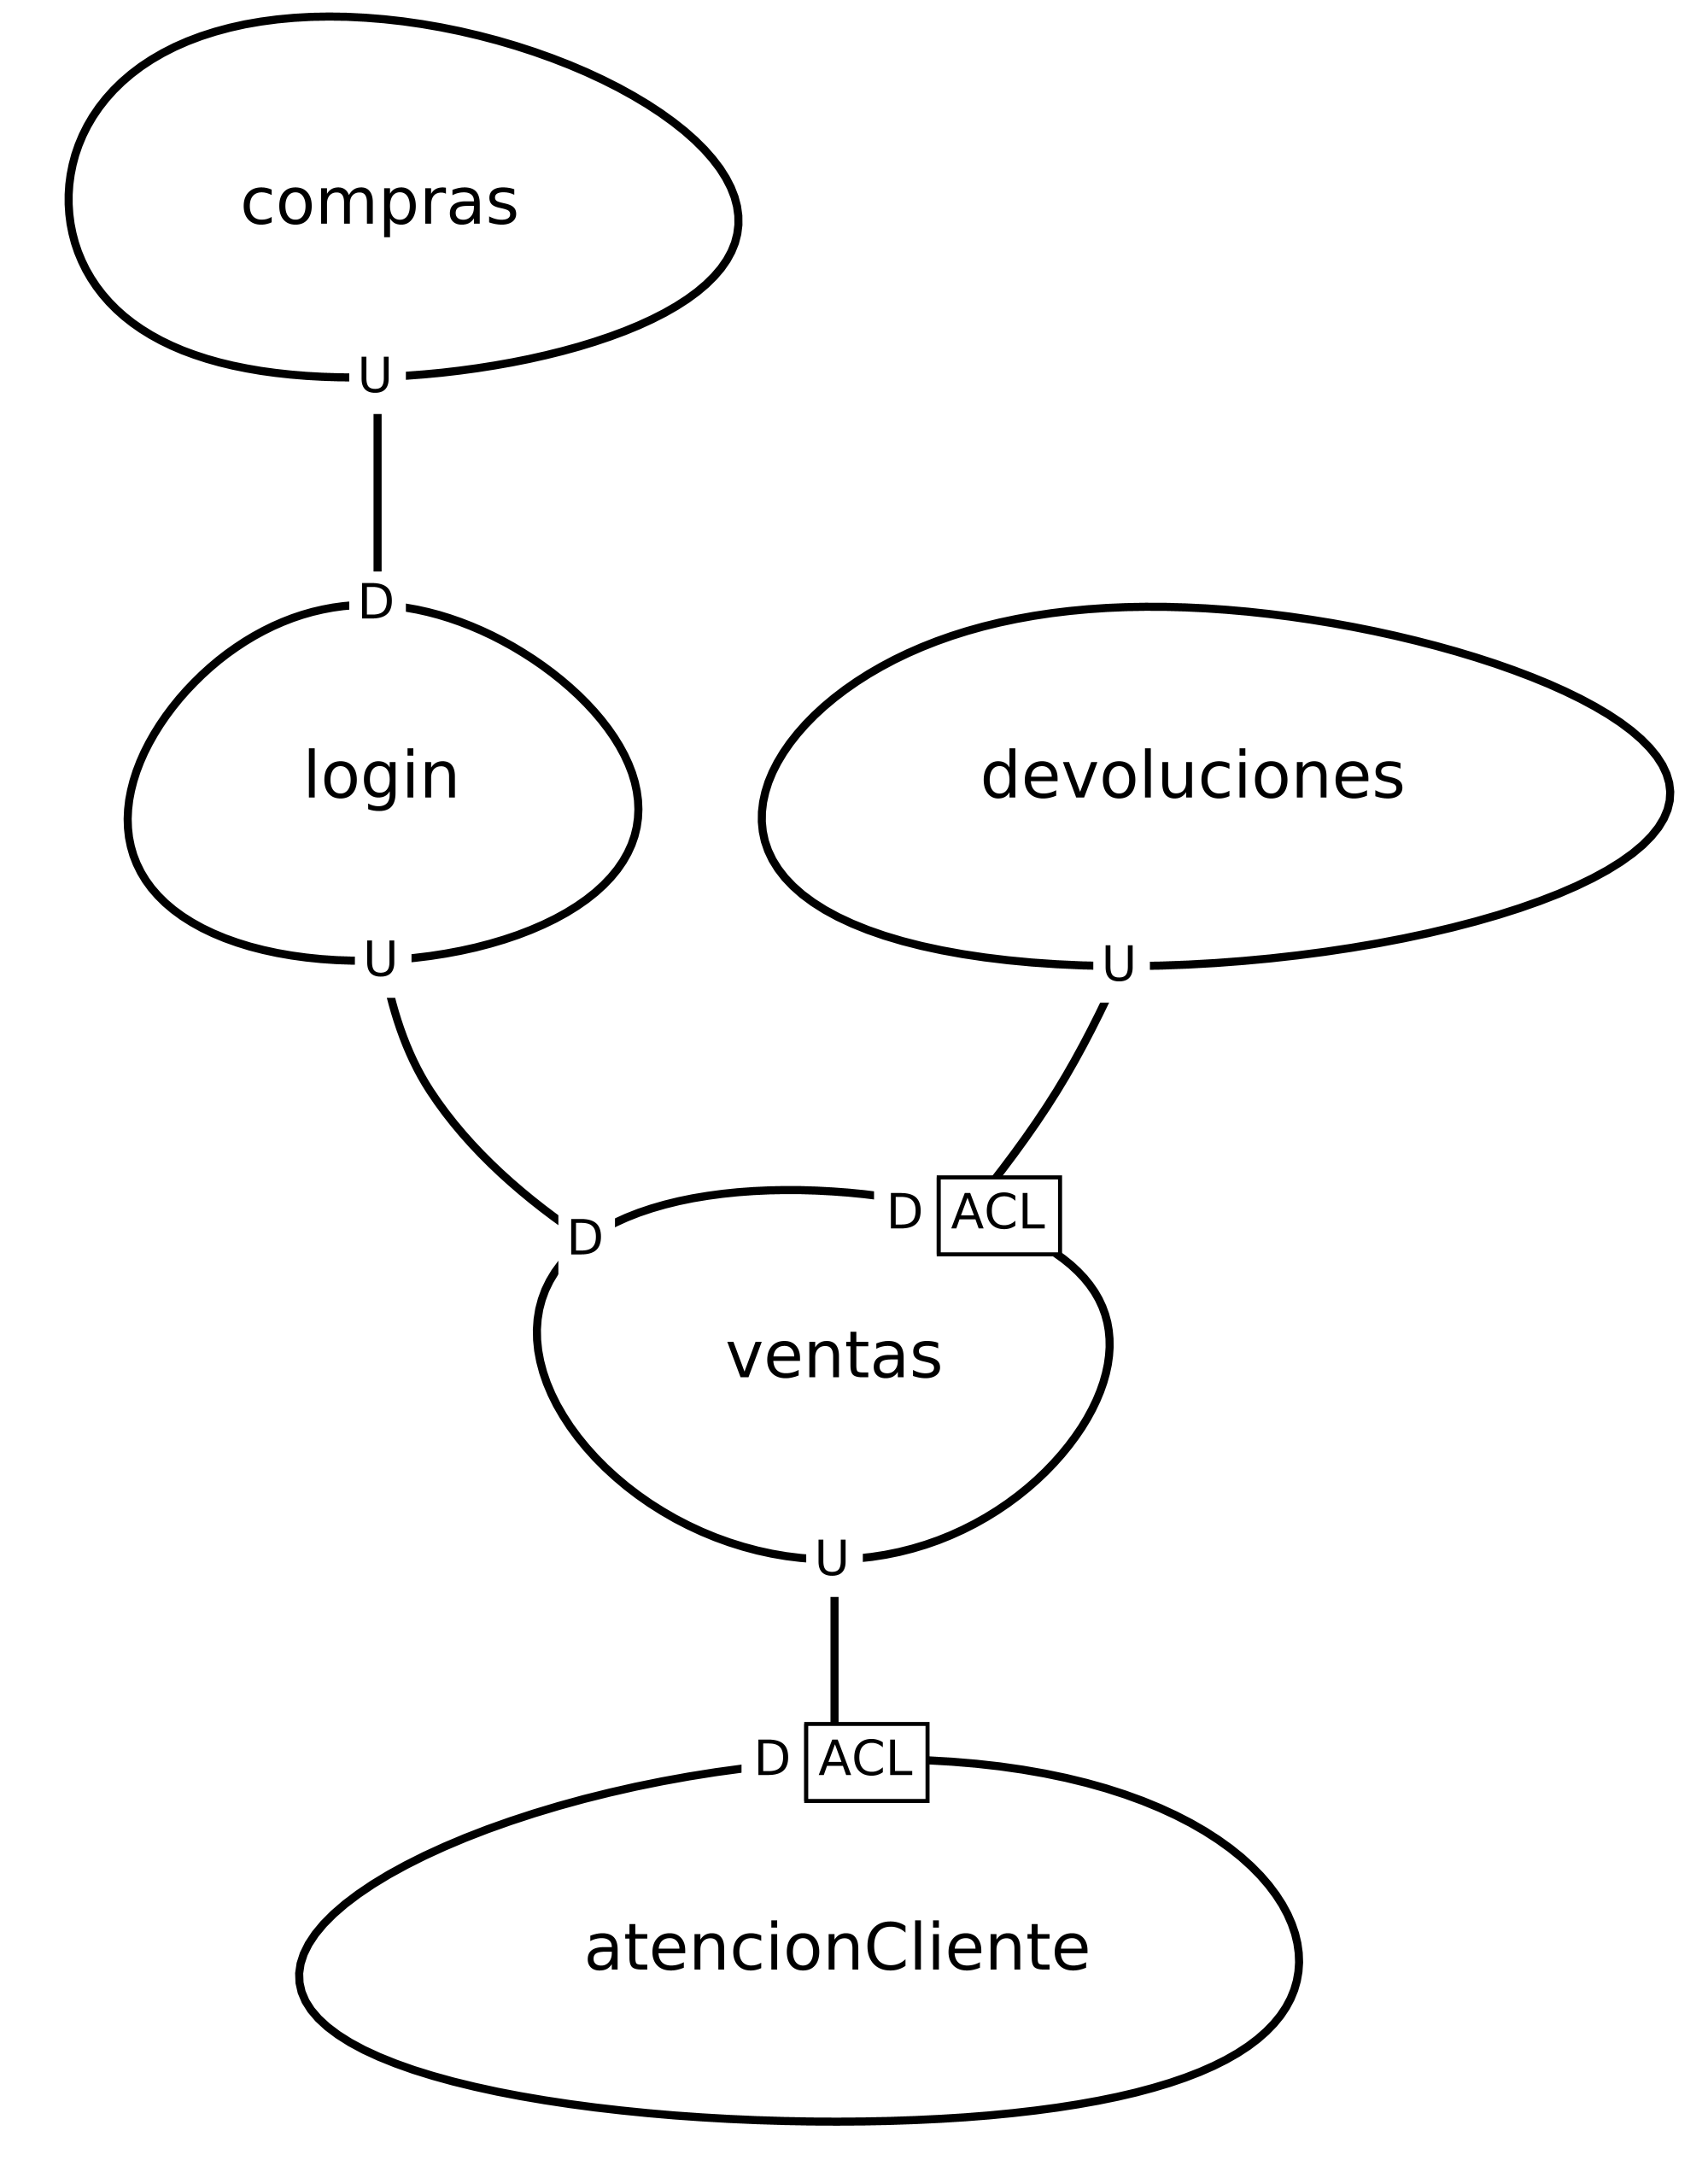 compras
U
D
login
devoluciones
U
U
D
D ACL
ventas
U
D ACL
atencionCliente